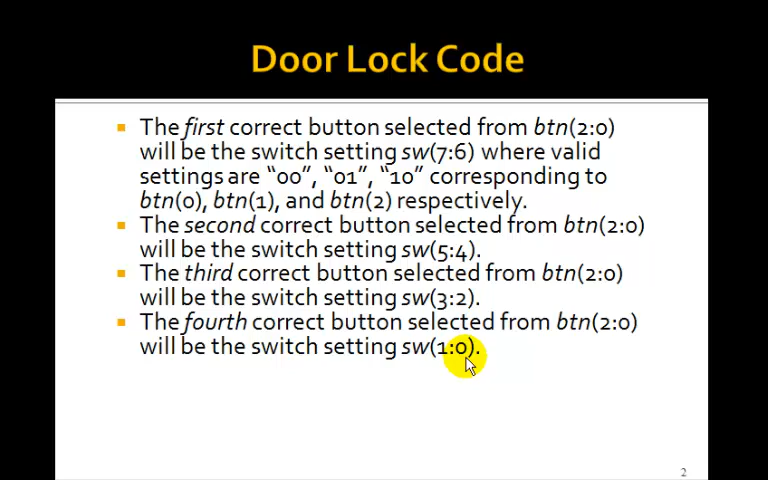 Door Lock Code
▪ The first correct button selected from btn(2:0)
will be the switch setting sw(7:6) where valid
settings are “00”, “01”, “10” corresponding to
btn(0), btn(1), and btn(2) respectively.
▪ The second correct button selected from btn(2:0)
will be the switch setting sw(5:4).
▪ The third correct button selected from btn(2:0)
will be the switch setting sw(3:2).
▪ The fourth correct button selected from btn(2:0)
will be the switch setting sw(1:0).
2